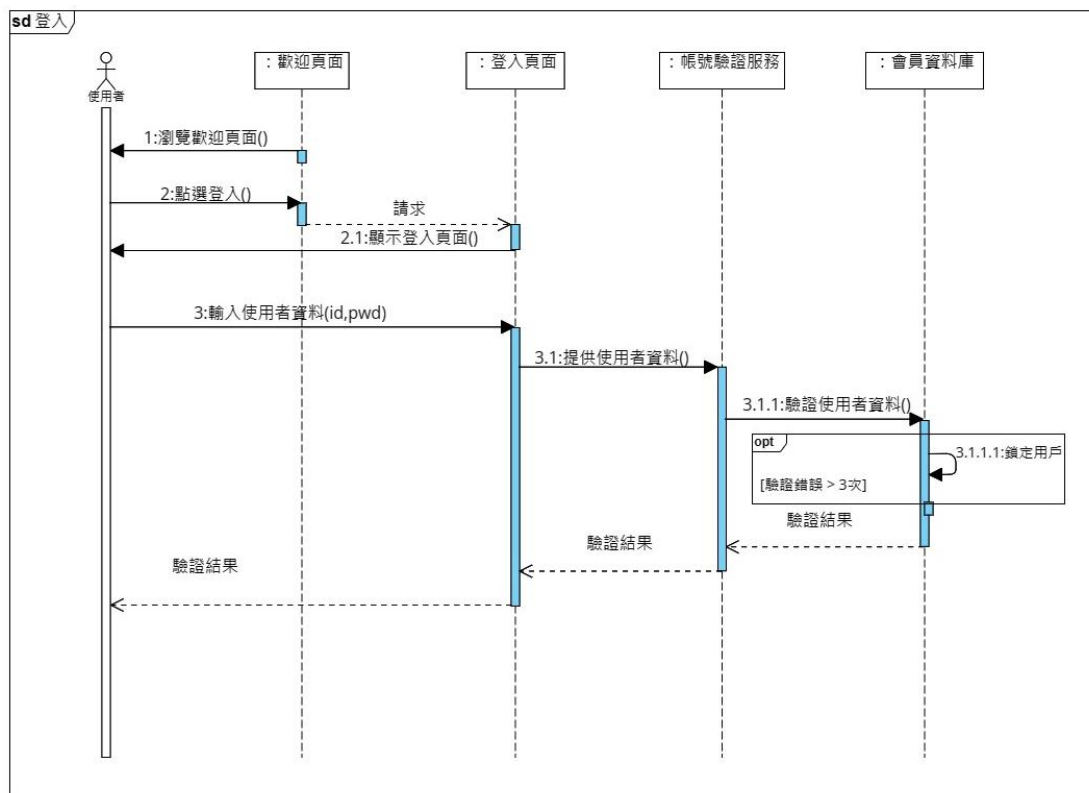 sd 登入
使用者
: 歡迎頁面
: 登入頁面
: 帳號驗證服務
: 會員資料庫
1:瀏覽歡迎頁面()
2:點選登入()
請求
2.1:顯示登入頁面()
3:輸入使用者資料(id,pwd)
3.1:提供使用者資料()
3.1.1:驗證使用者資料()
opt
3.1.1.1:鎖定用戶
[驗證錯誤 > 3次]
驗證結果
驗證結果
驗證結果